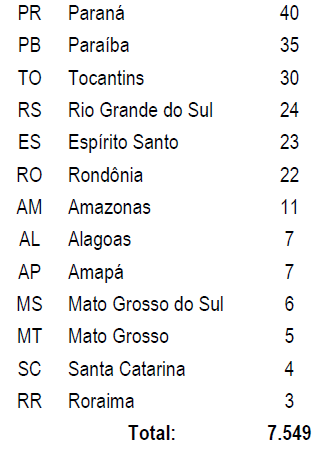 PR Paraná 40
PB Paraíba 35
TO Tocantins 30
RS Rio Grande do Sul 24
ES Espírito Santo 23
RO Rondônia 22
AM Amazonas 11
AL Alagoas 7
AP Amapá 7
MS Mato Grosso do Sul 6
MT Mato Grosso 5
SC Santa Catarina 4
RR Roraima 3
Total: 7.549